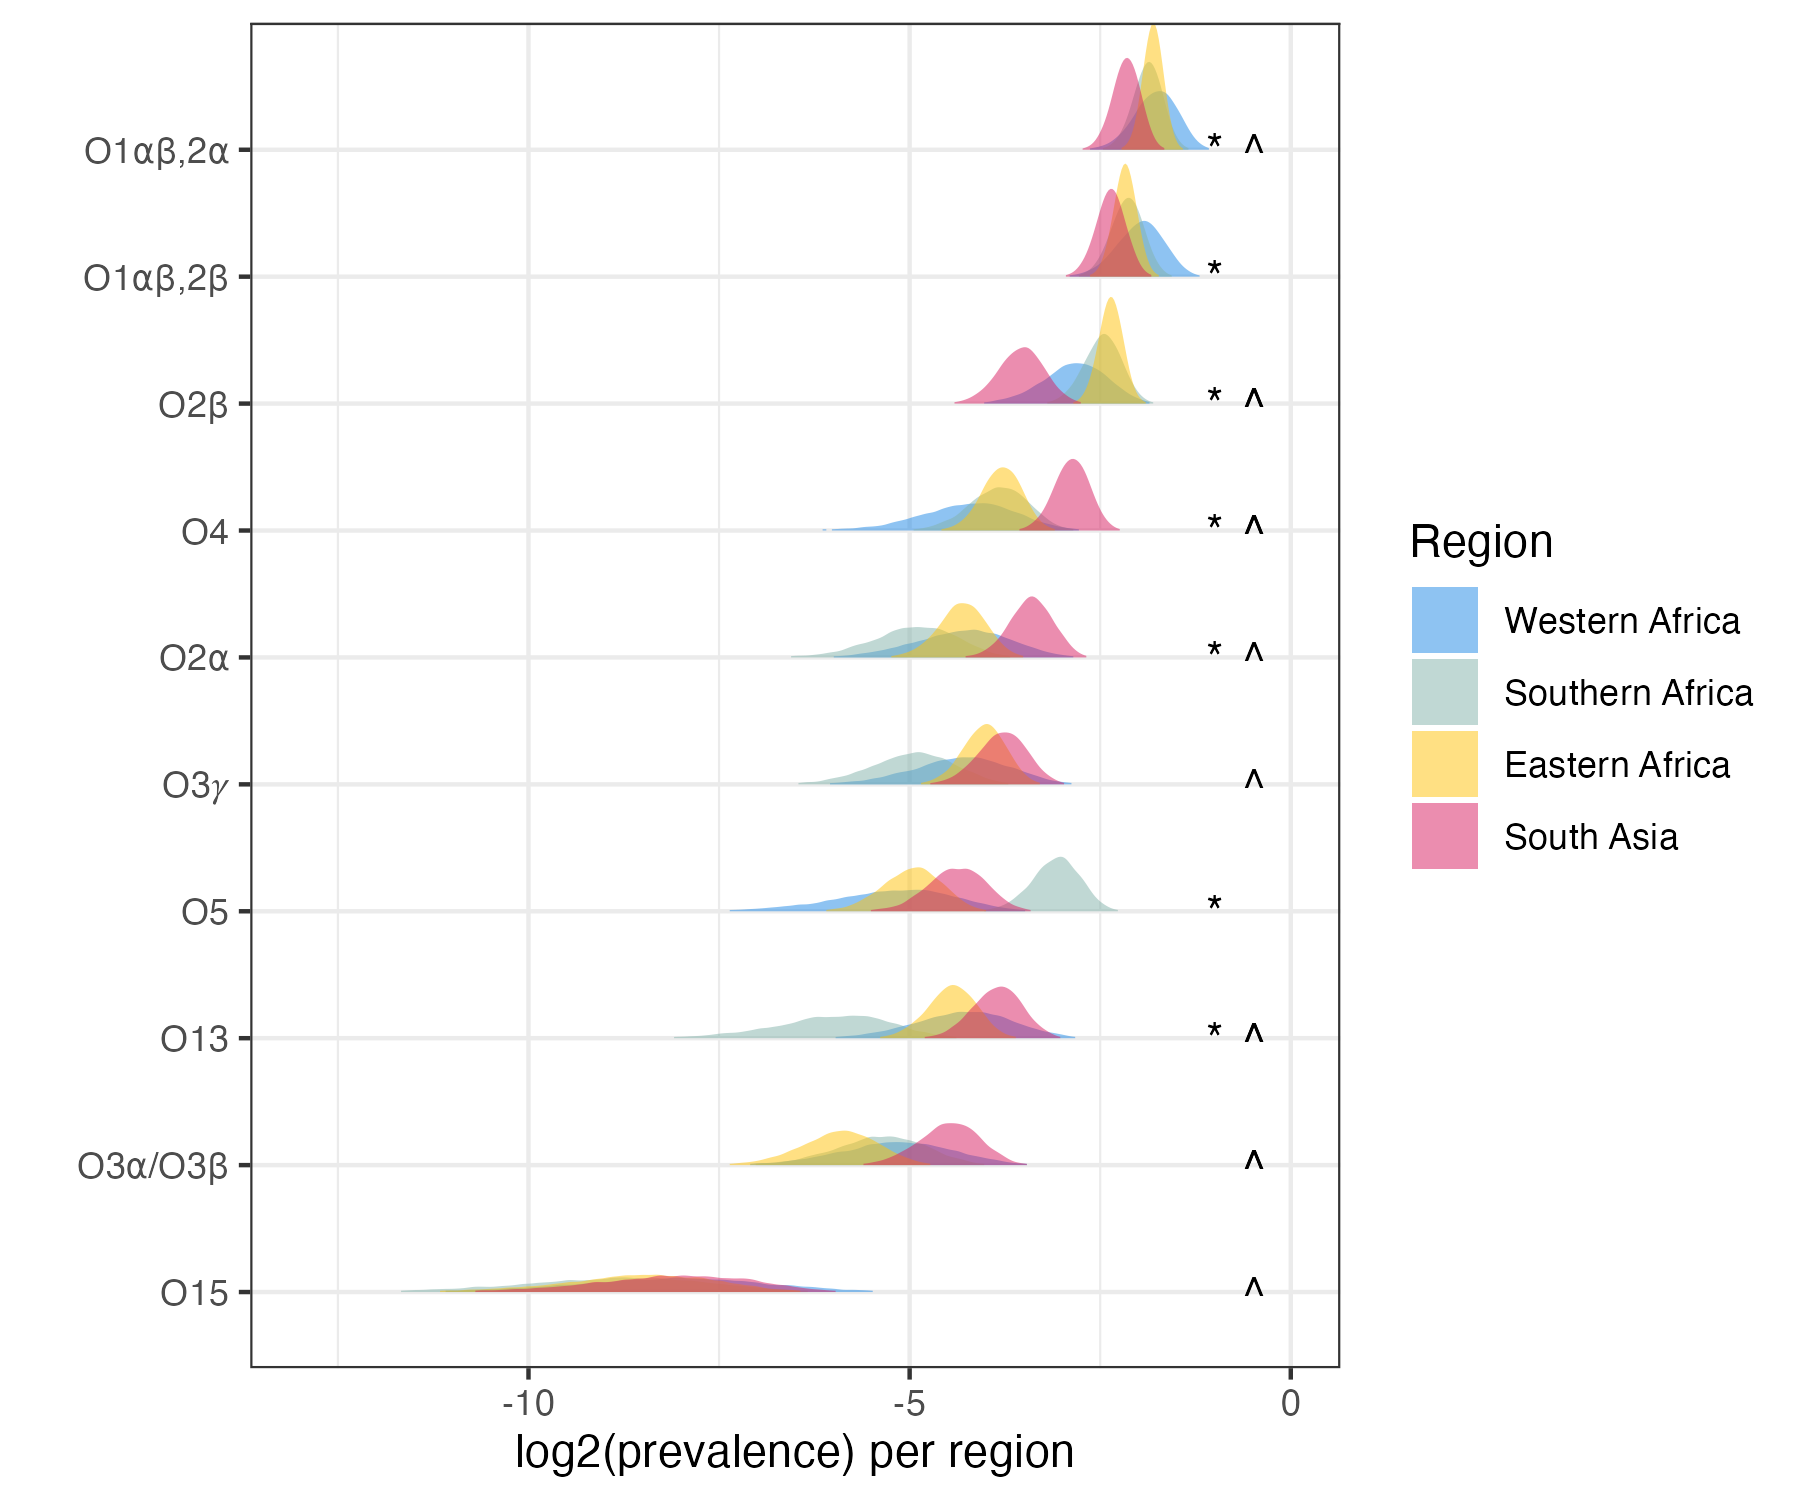 O1αβ,2α * ^
O1αβ,2β *
O2β * ^
O4 * ^
O2α * ^
O3γ ^
O5 *
O13 * ^
O3α/O3β ^
O15 ^
-10 -5 0
log2(prevalence) per region
Region
Western Africa
Southern Africa
Eastern Africa
South Asia